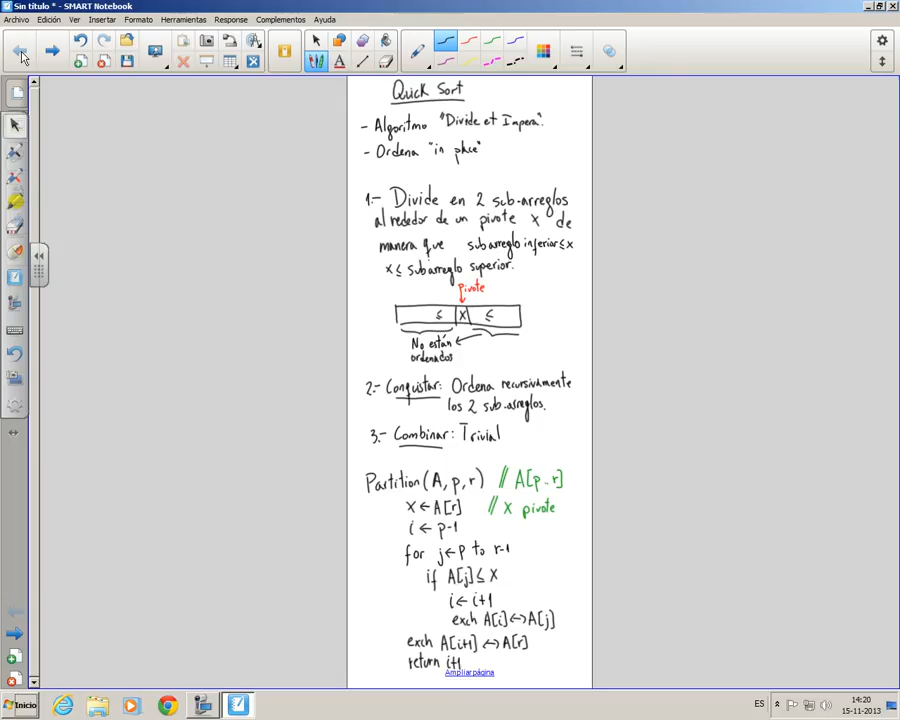 Sin título * - SMART Notebook
Archivo Edición Ver Insertar Formato Herramientas Response Complementos Ayuda
Quick Sort
- Algoritmo "Divide et Impera".
- Ordena "in place"
1.- Divide en 2 sub-arreglos
al rededor de un pivote x de
manera que subarreglo inferior ≤ x
x ≤ subarreglo superior.
pivote
≤ x ≤
No están
ordenados
2.- Conquistar: Ordena recursivamente
los 2 sub-arreglos.
3.- Combinar: Trivial
Partition(A, p, r) // A[p..r]
x ← A[r] // x pivote
i ← p-1
for j ← p to r-1
if A[j] ≤ x
i ← i+1
exch A[i] ↔ A[j]
exch A[i+1] ↔ A[r]
return i+1
Ampliar página
Inicio
ES
14:20
15-11-2013